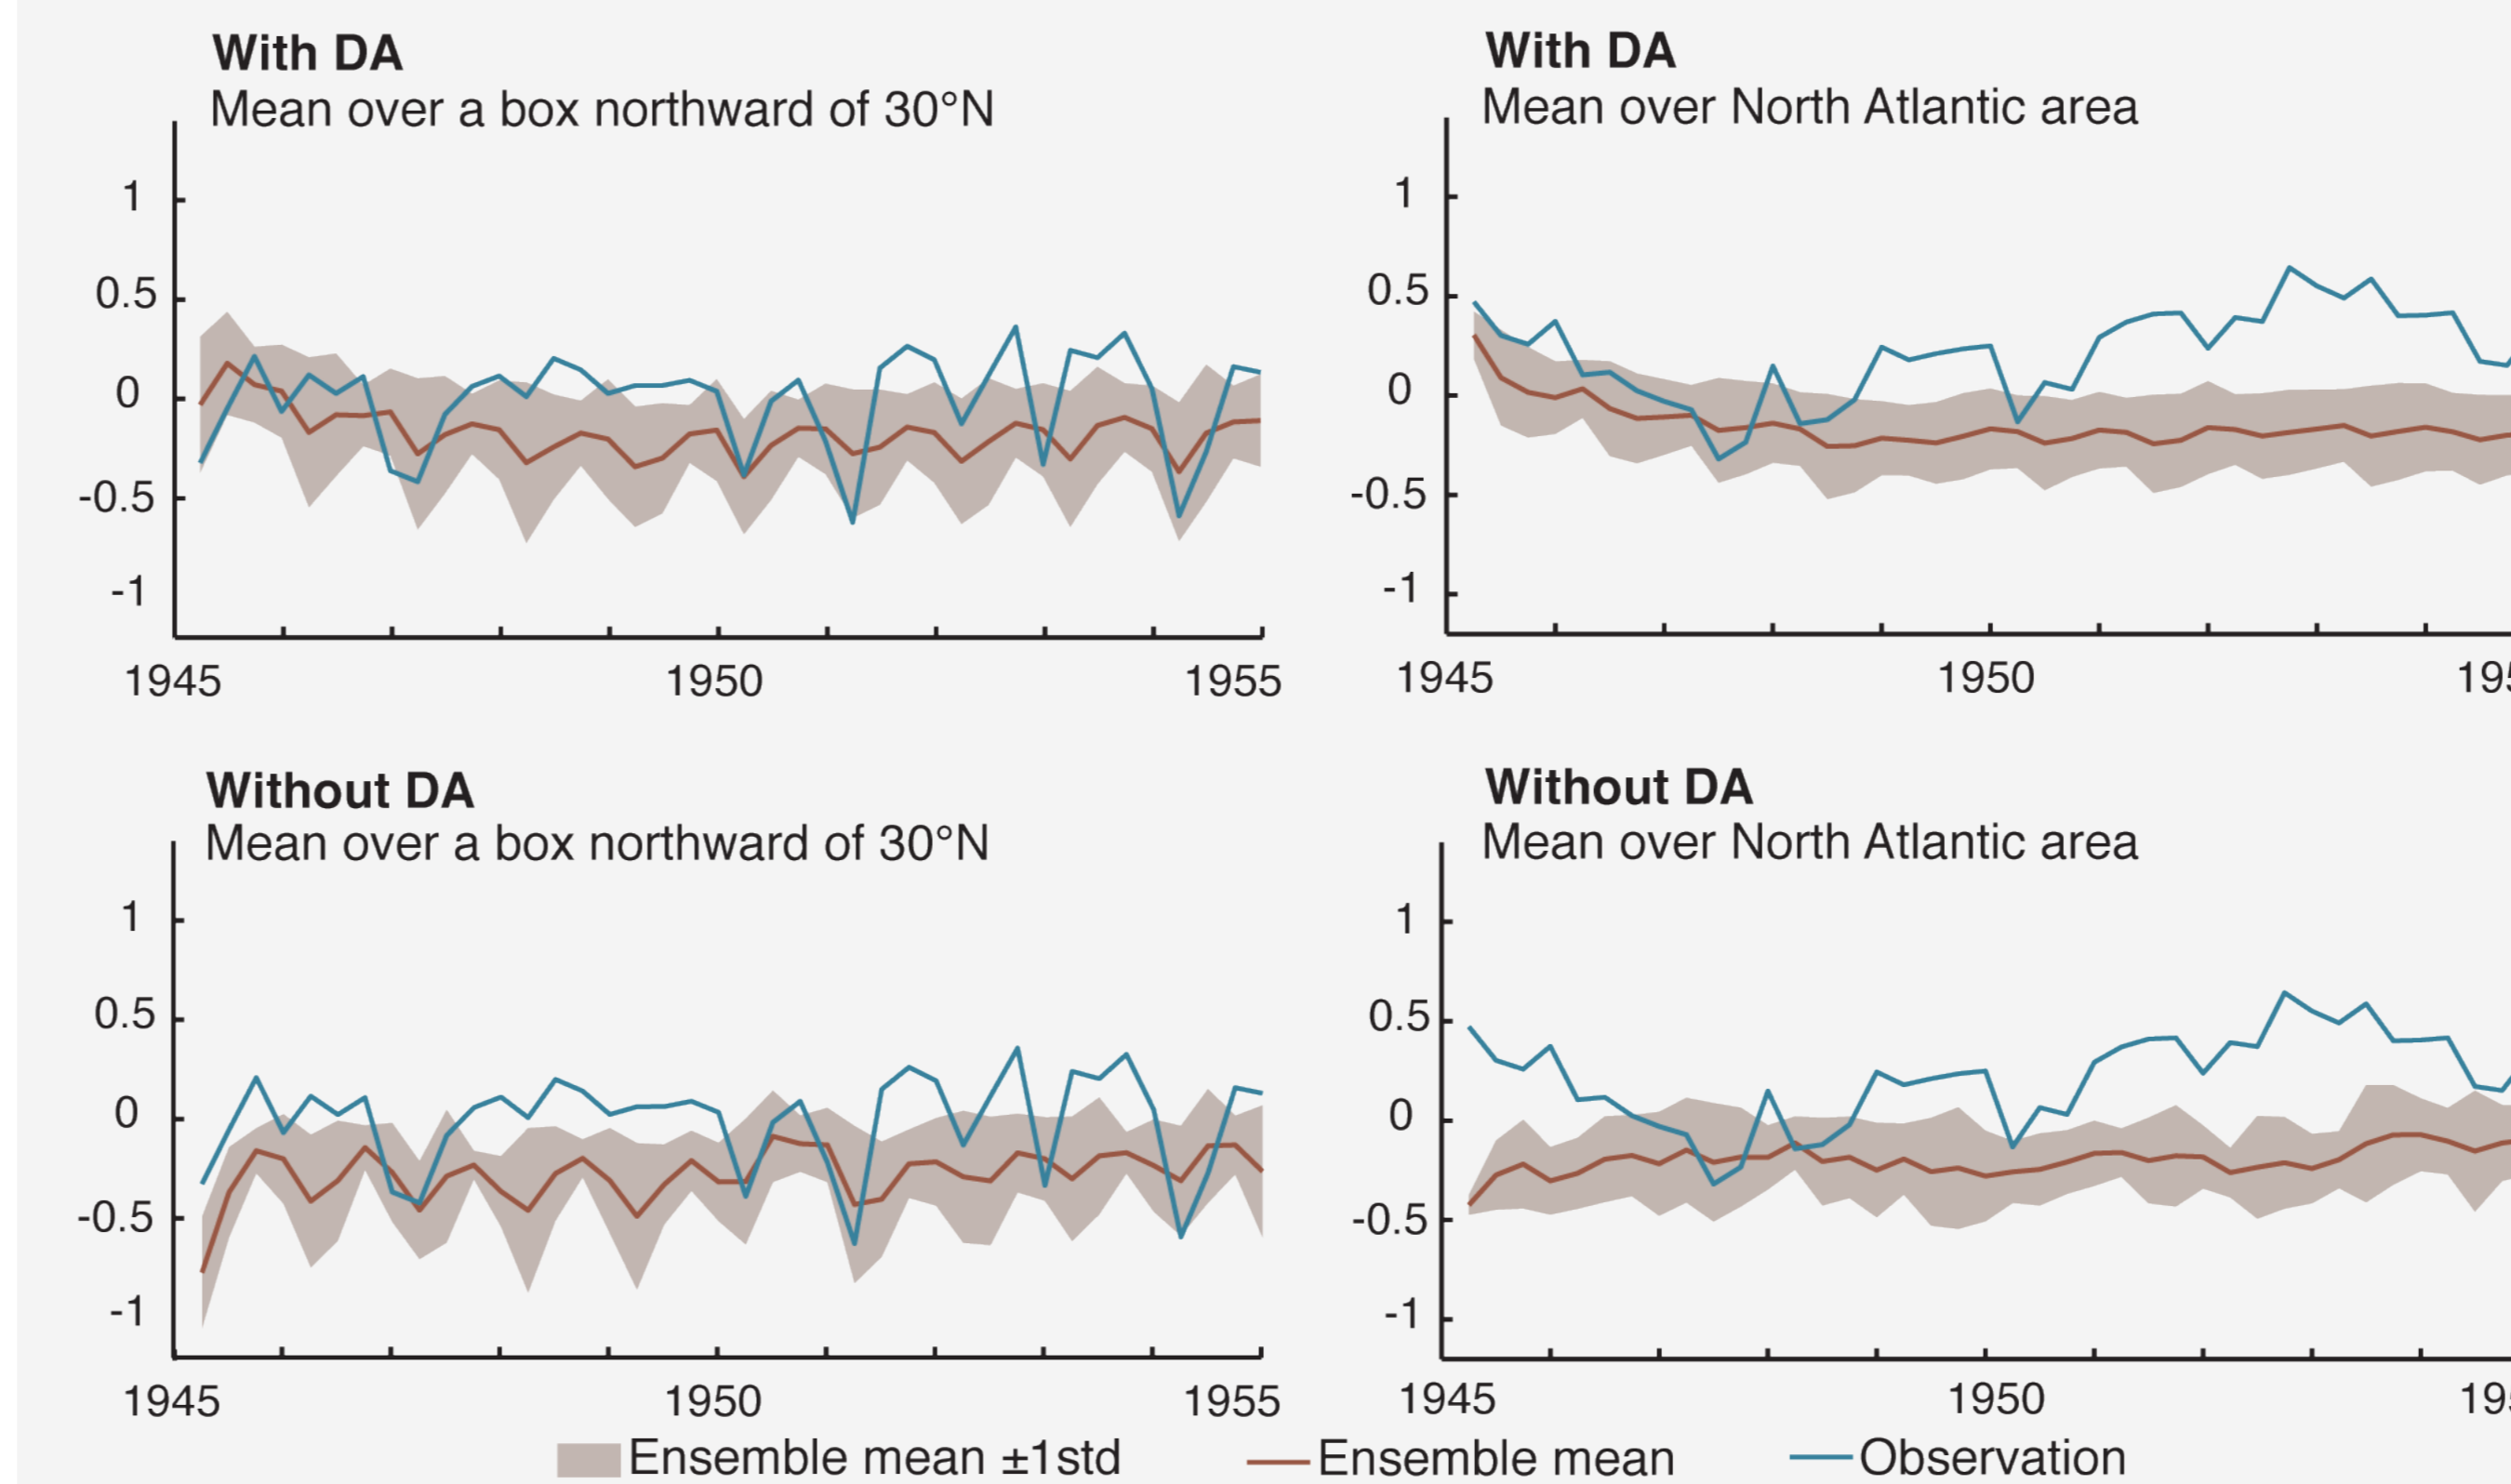 With DA
Mean over a box northward of 30°N
1
0.5
0
-0.5
-1
1945 1950 1955
With DA
Mean over North Atlantic area
1
0.5
0
-0.5
-1
1945 1950
Without DA
Mean over a box northward of 30°N
1
0.5
0
-0.5
-1
1945 1950 1955
Without DA
Mean over North Atlantic area
1
0.5
0
-0.5
-1
1945 1950
Ensemble mean ±1std Ensemble mean Observation